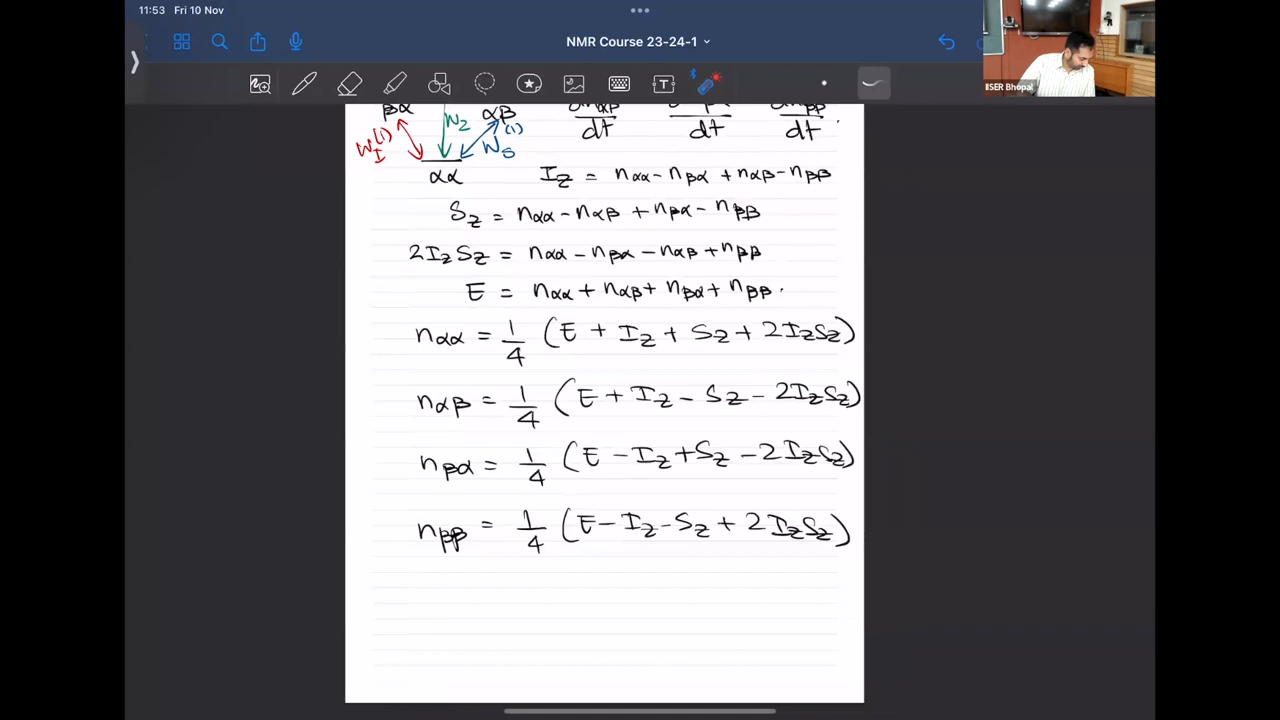 11:53 Fri 10 Nov
NMR Course 23-24-1
IISER Bhopal
βα W₂ αβ
W_I^(1) W_S^(1) dt dt dt
αα I_z = n_αα - n_βα + n_αβ - n_ββ
S_z = n_αα - n_αβ + n_βα - n_ββ
2I_zS_z = n_αα - n_βα - n_αβ + n_ββ
E = n_αα + n_αβ + n_βα + n_ββ .
n_αα = 1/4 (E + I_z + S_z + 2I_zS_z)
n_αβ = 1/4 (E + I_z - S_z - 2I_zS_z)
n_βα = 1/4 (E - I_z + S_z - 2I_zS_z)
n_ββ = 1/4 (E - I_z - S_z + 2I_zS_z)